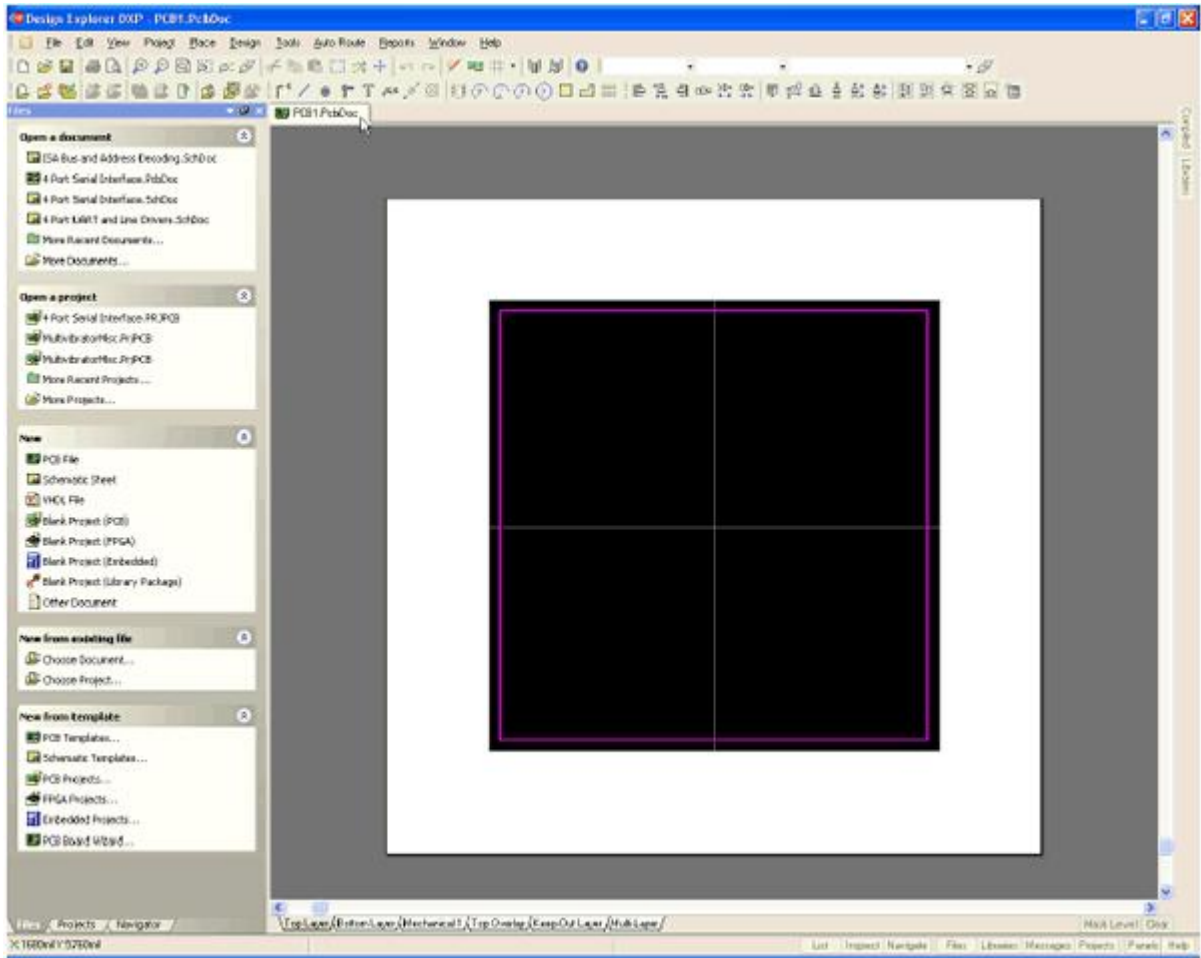 Design Explorer DXP - PCB1.PcbDoc
File Edit View Project Place Design Tools Auto Route Reports Window Help
Files
PCB1.PcbDoc
Compiled Libraries
Open a document
ISA Bus and Address Decoding.SchDoc
4 Port Serial Interface.PcbDoc
4 Port Serial Interface.SchDoc
4 Port UART and Line Drivers.SchDoc
More Recent Documents...
More Documents...
Open a project
4 Port Serial Interface.PRJPCB
MultivibratorMisc.PrjPCB
MultivibratorMisc.PrjPCB
More Recent Projects...
More Projects...
New
PCB File
Schematic Sheet
VHDL File
Blank Project (PCB)
Blank Project (FPGA)
Blank Project (Embedded)
Blank Project (Library Package)
Other Document
New from existing file
Choose Document...
Choose Project...
New from template
PCB Templates...
Schematic Templates...
PCB Projects...
FPGA Projects...
Embedded Projects...
PCB Board Wizard...
Files Projects Navigator
Top Layer Bottom Layer Mechanical1 Top Overlay Keep-Out Layer Multi-Layer
Mask Level Clear
X:1680mil Y:5760mil
List Inspect Navigate Files Libraries Messages Projects Panels Help